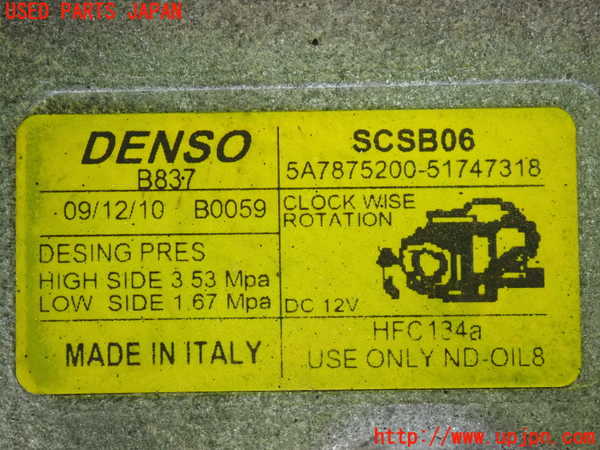 USED PARTS JAPAN
DENSO
B837
SCSB06
5A7875200-51747318
09/12/10 B0059
CLOCK WISE
ROTATION
DESING PRES
HIGH SIDE 3.53 Mpa
LOW SIDE 1.67 Mpa
DC 12V
MADE IN ITALY
HFC134a
USE ONLY ND-OIL8
http://www.upjpn.com